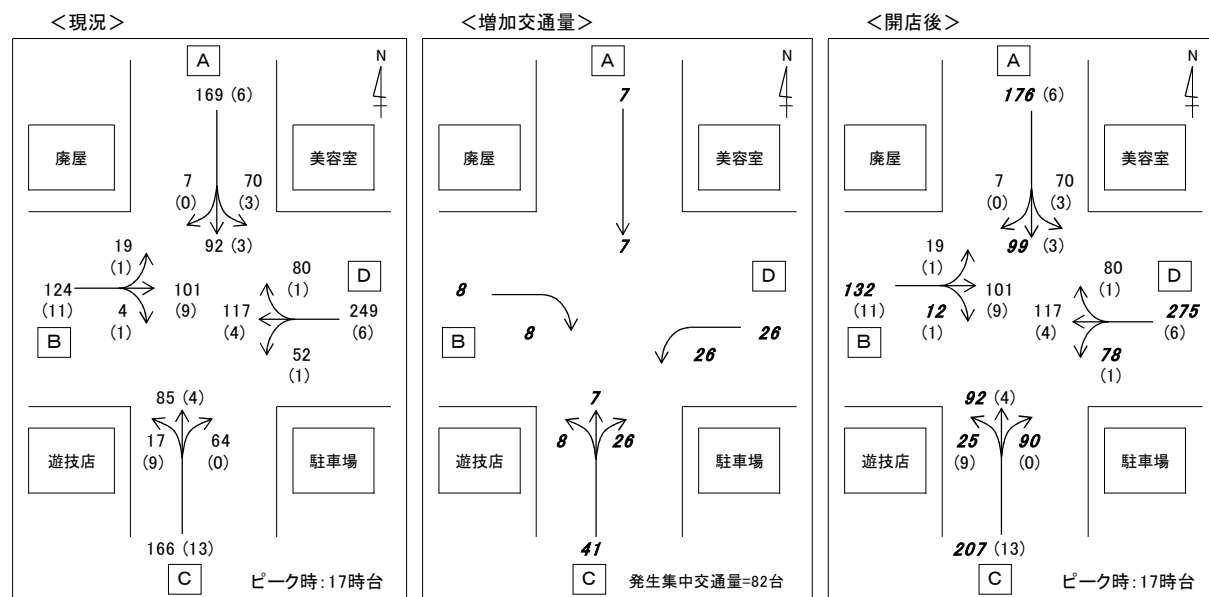 <現況>
A
N
169 (6)
廃屋
美容室
7
(0)
70
(3)
92 (3)
19
(1)
80
(1)
D
124
(11)
101
(9)
117
(4)
249
(6)
4
(1)
B
52
(1)
85 (4)
17
(9)
64
(0)
遊技店
駐車場
166 (13)
C
ピーク時:17時台
<増加交通量>
A
7
廃屋
美容室
7
D
8
8
26
26
B
7
8
26
遊技店
駐車場
41
C
発生集中交通量=82台
<開店後>
A
N
176 (6)
廃屋
美容室
7
(0)
70
(3)
99 (3)
19
(1)
80
(1)
D
132
(11)
101
(9)
117
(4)
275
(6)
12
(1)
B
78
(1)
92 (4)
25
(9)
90
(0)
遊技店
駐車場
207 (13)
C
ピーク時:17時台